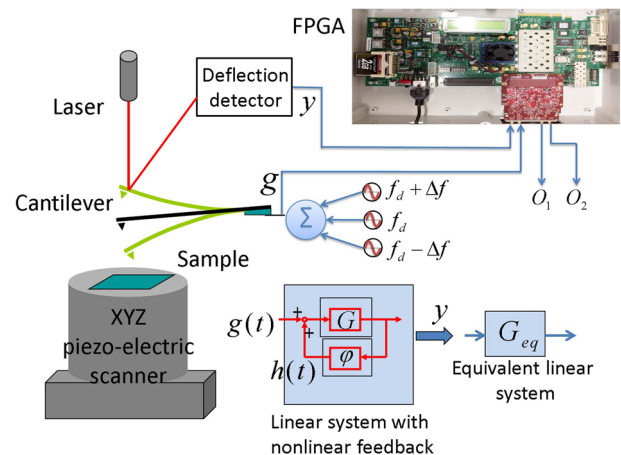 FPGA
Laser
Deflection
detector
y
g
Cantilever
Σ
f_d + Δf
f_d
f_d − Δf
O_1
O_2
Sample
XYZ
piezo-electric
scanner
g(t)
+
+
G
φ
h(t)
y
G_eq
Linear system with
nonlinear feedback
Equivalent linear
system